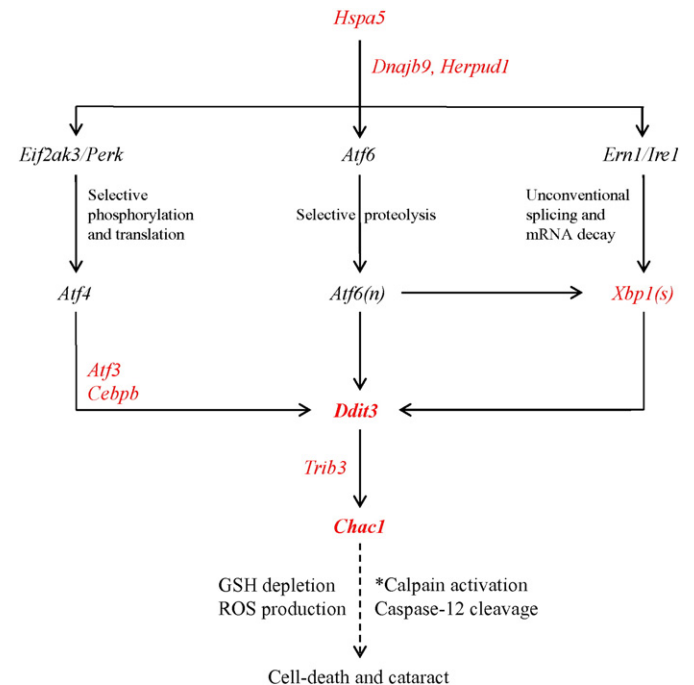 Hspa5
Dnajb9, Herpud1
Eif2ak3/Perk
Atf6
Ern1/Ire1
Selective
phosphorylation
and translation
Selective proteolysis
Unconventional
splicing and
mRNA decay
Atf4
Atf6(n)
Xbp1(s)
Atf3
Cebpb
Ddit3
Trib3
Chac1
GSH depletion
ROS production
*Calpain activation
Caspase-12 cleavage
Cell-death and cataract